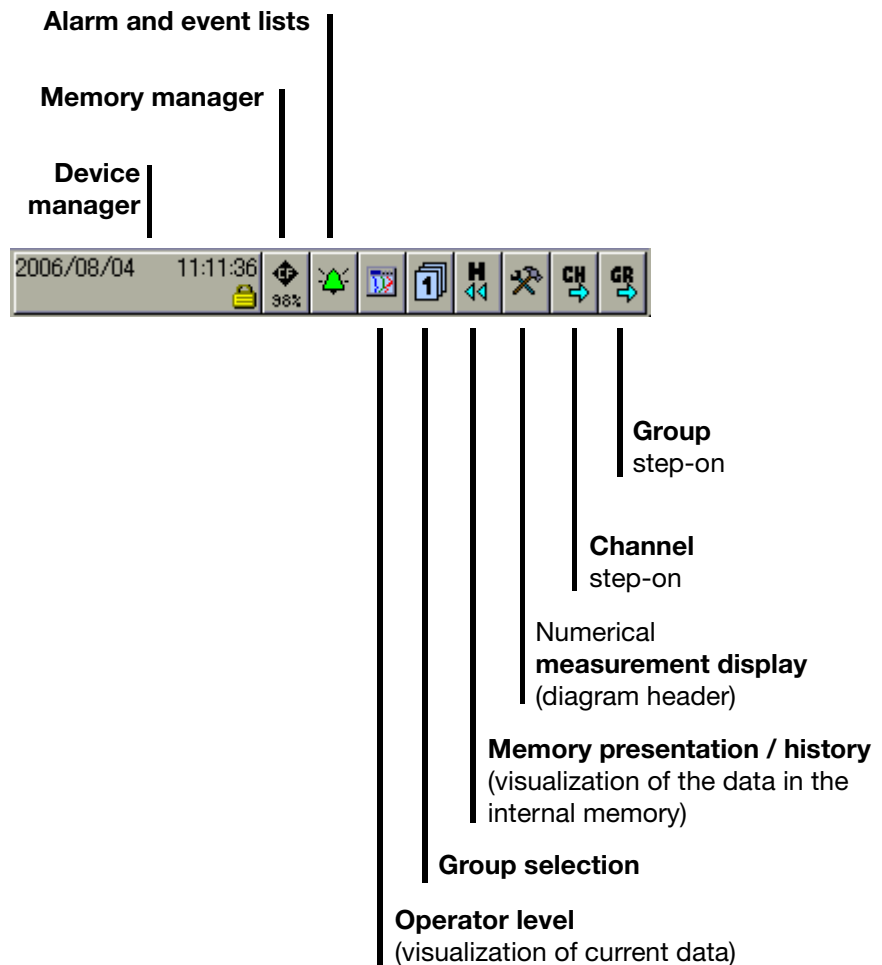 Alarm and event lists
Memory manager
Device
manager
2006/08/04 11:11:36
CF
98%
1
H
CH
GR
Group
step-on
Channel
step-on
Numerical
measurement display
(diagram header)
Memory presentation / history
(visualization of the data in the
internal memory)
Group selection
Operator level
(visualization of current data)